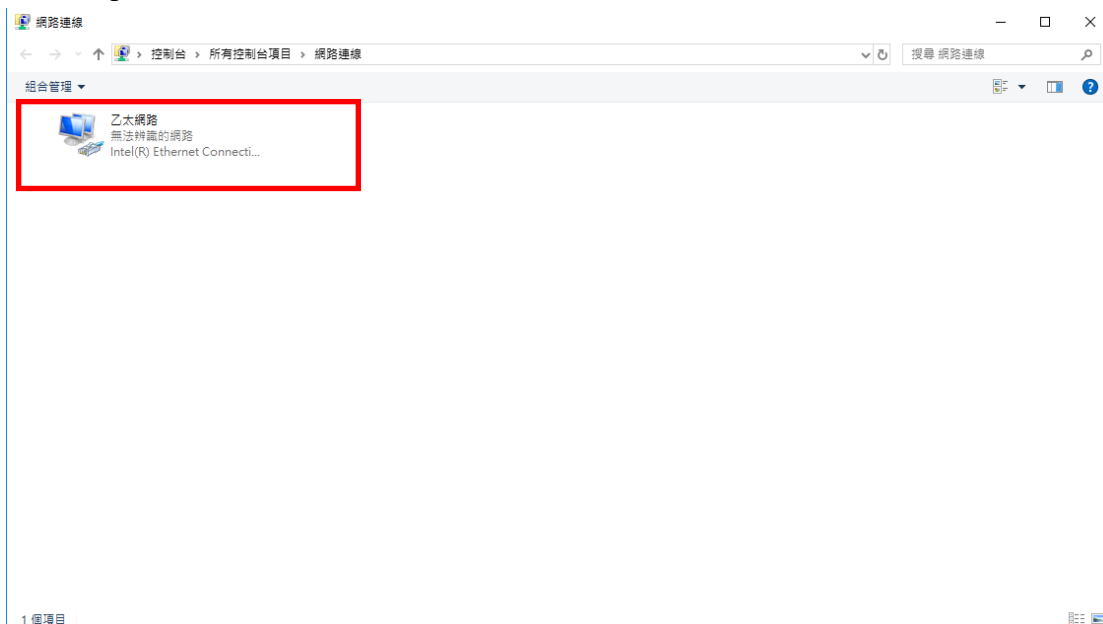 網路連線
控制台 › 所有控制台項目 › 網路連線
搜尋 網路連線
組合管理
乙太網路
無法辨識的網路
Intel(R) Ethernet Connecti...
1 個項目